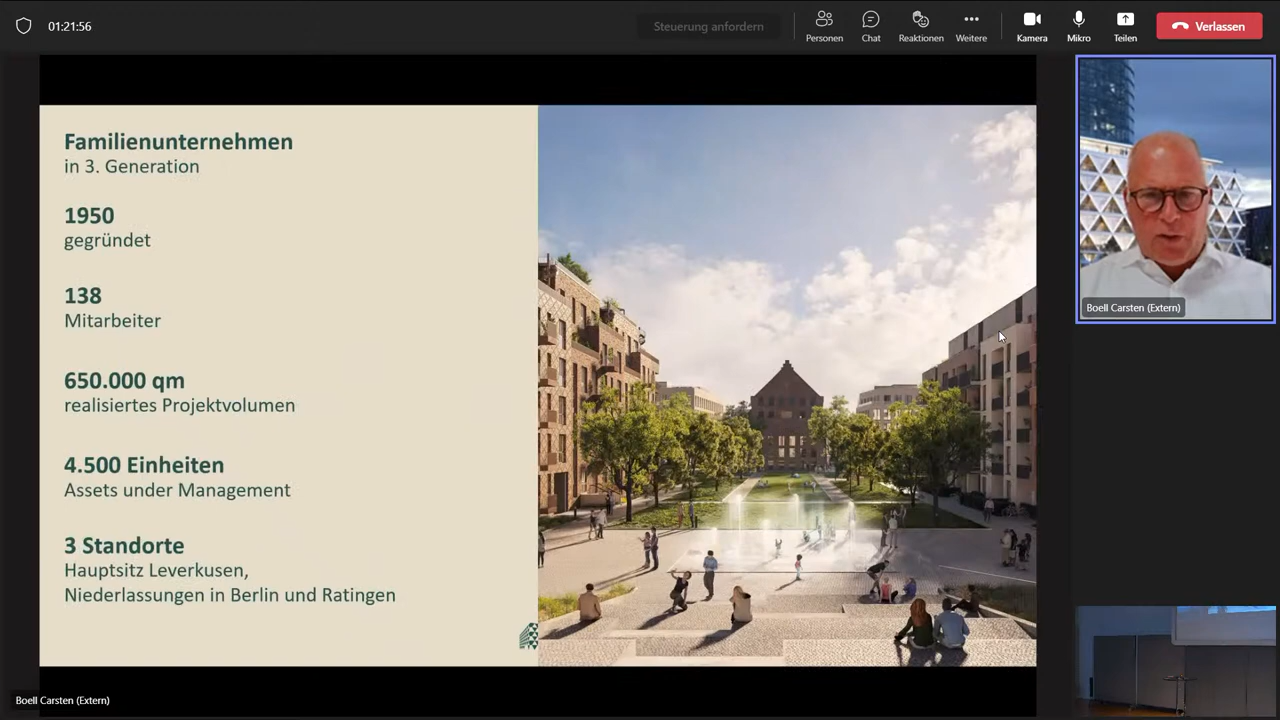 01:21:56
Steuerung anfordern
Personen
Chat
Reaktionen
Weitere
Kamera
Mikro
Teilen
Verlassen
Familienunternehmen
in 3. Generation
1950
gegründet
138
Mitarbeiter
650.000 qm
realisiertes Projektvolumen
4.500 Einheiten
Assets under Management
3 Standorte
Hauptsitz Leverkusen,
Niederlassungen in Berlin und Ratingen
Boell Carsten (Extern)
Boell Carsten (Extern)